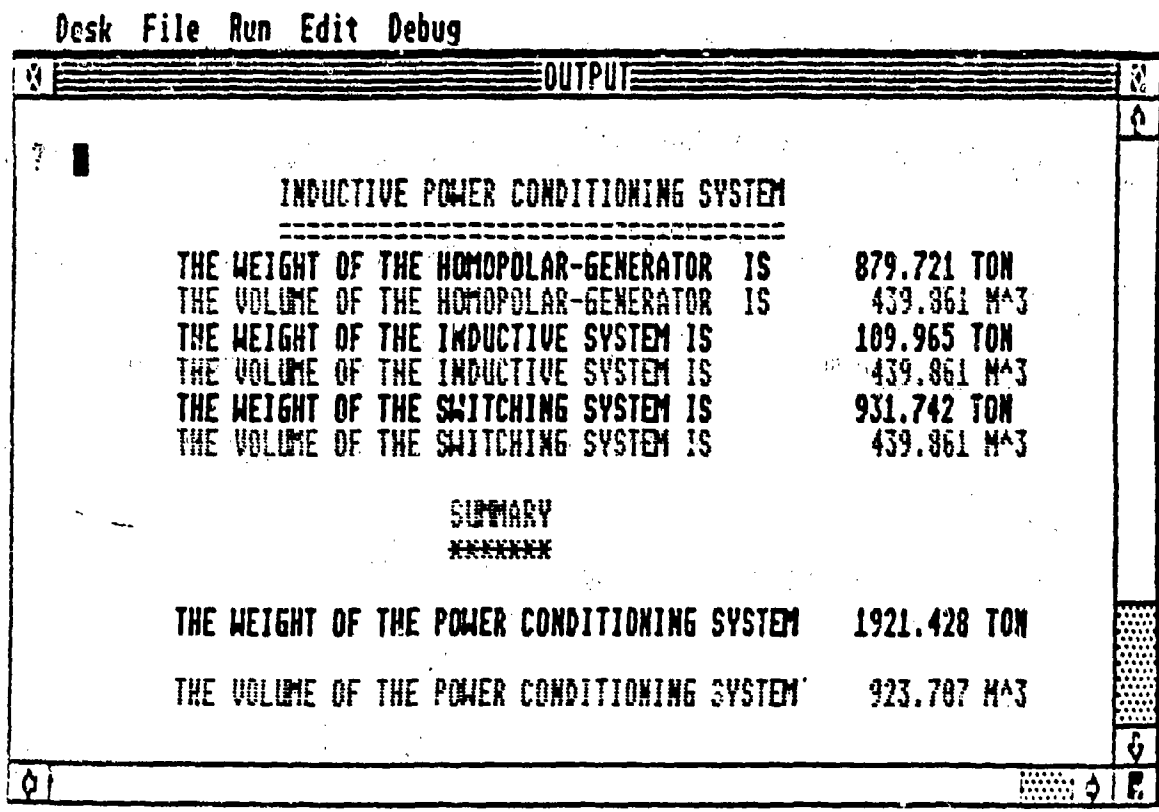 Desk File Run Edit Debug
OUTPUT
?
INDUCTIVE POWER CONDITIONING SYSTEM
===================================
THE WEIGHT OF THE HOMOPOLAR-GENERATOR IS 879.721 TON
THE VOLUME OF THE HOMOPOLAR-GENERATOR IS 439.861 M^3
THE WEIGHT OF THE INDUCTIVE SYSTEM IS 109.965 TON
THE VOLUME OF THE INDUCTIVE SYSTEM IS 439.861 M^3
THE WEIGHT OF THE SWITCHING SYSTEM IS 931.742 TON
THE VOLUME OF THE SWITCHING SYSTEM IS 439.861 M^3
SUMMARY
*******
THE WEIGHT OF THE POWER CONDITIONING SYSTEM 1921.428 TON
THE VOLUME OF THE POWER CONDITIONING SYSTEM 923.707 M^3